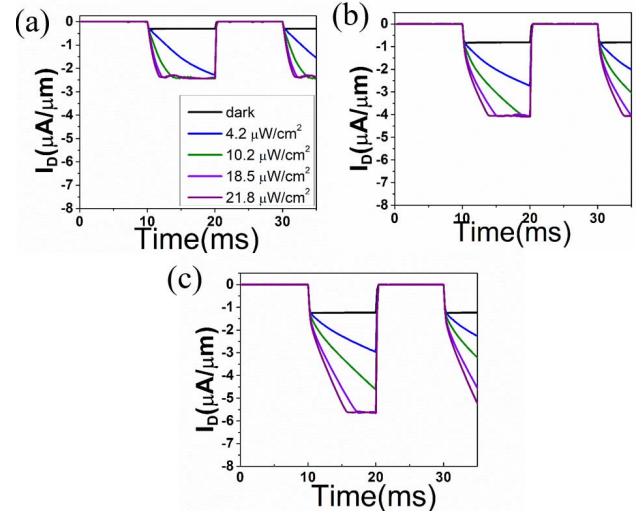 (a)
0
-1
-2
-3
-4
-5
-6
-7
-8
I_D(μA/μm)
dark
4.2 μW/cm²
10.2 μW/cm²
18.5 μW/cm²
21.8 μW/cm²
0 10 20 30
Time(ms)
(b)
0
-1
-2
-3
-4
-5
-6
-7
-8
I_D(μA/μm)
0 10 20 30
Time(ms)
(c)
0
-1
-2
-3
-4
-5
-6
-7
-8
I_D(μA/μm)
0 10 20 30
Time(ms)